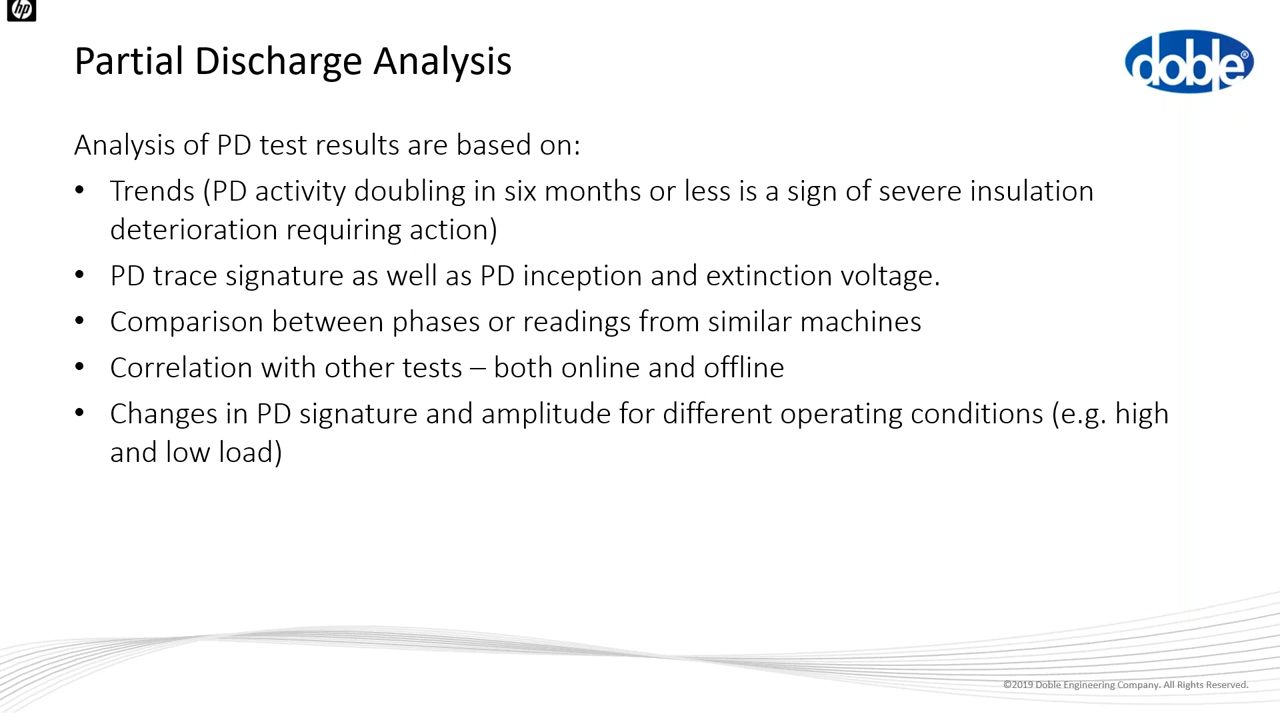 hp
Partial Discharge Analysis
doble®
Analysis of PD test results are based on:
• Trends (PD activity doubling in six months or less is a sign of severe insulation
deterioration requiring action)
• PD trace signature as well as PD inception and extinction voltage.
• Comparison between phases or readings from similar machines
• Correlation with other tests – both online and offline
• Changes in PD signature and amplitude for different operating conditions (e.g. high
and low load)
©2019 Doble Engineering Company. All Rights Reserved.